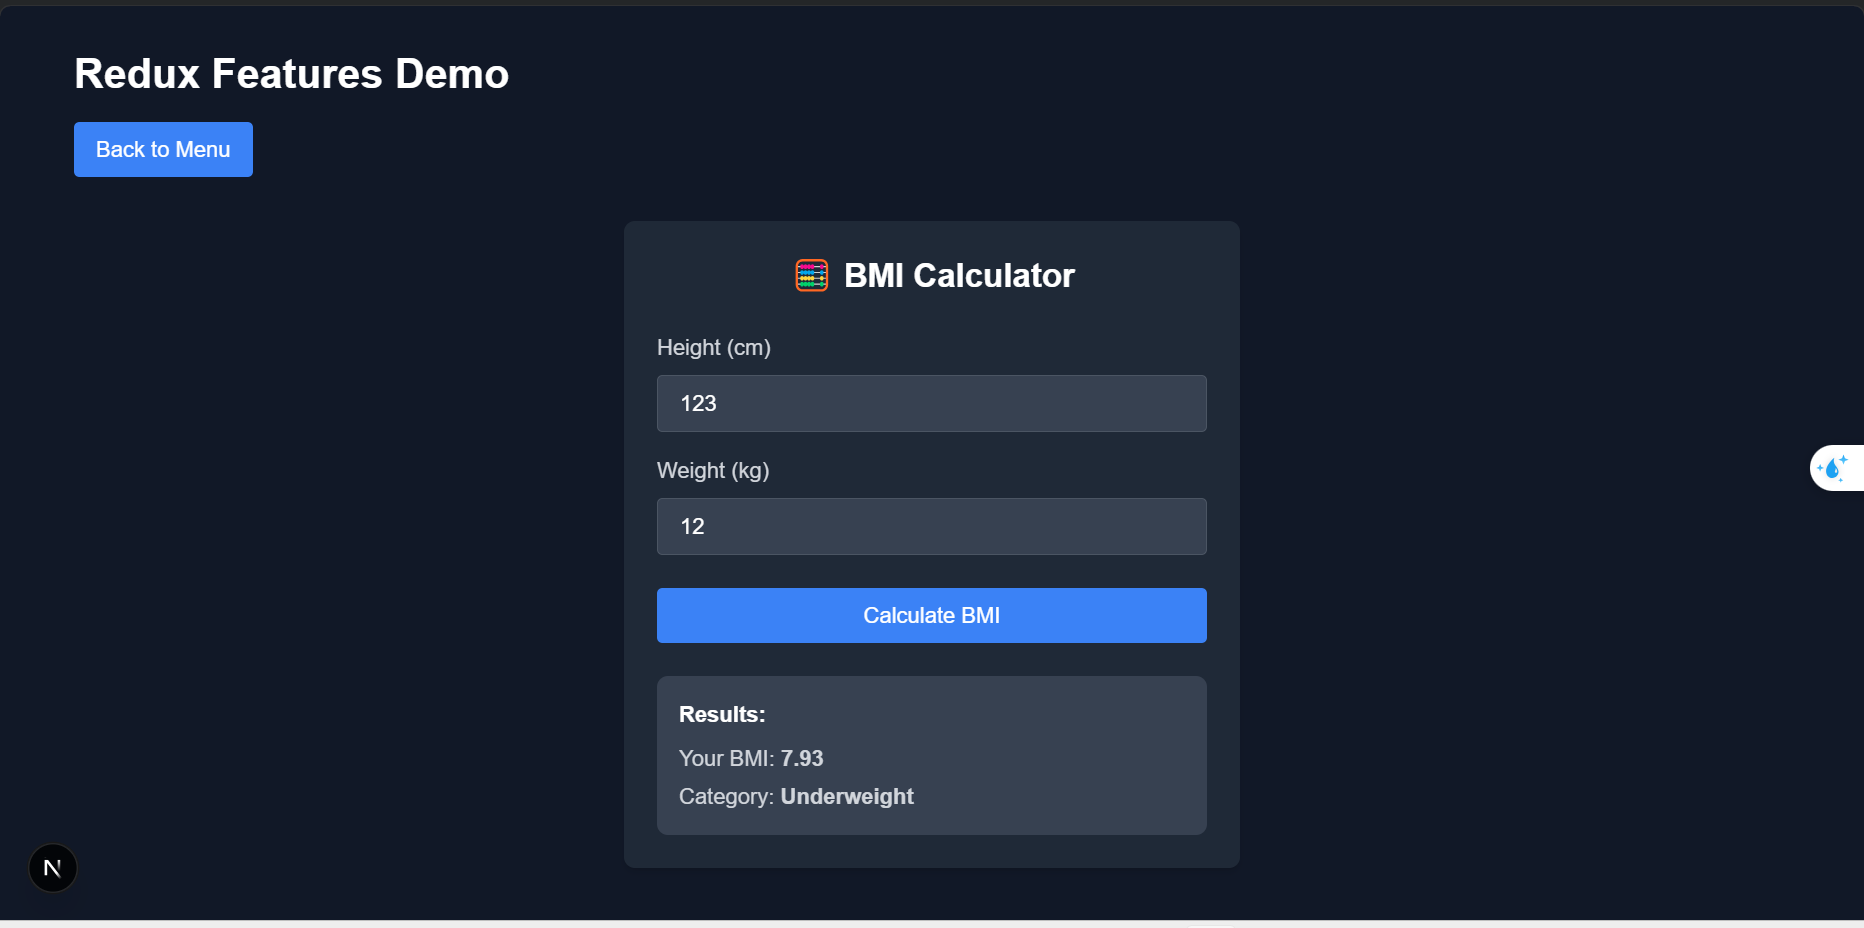 Redux Features Demo
Back to Menu
BMI Calculator
Height (cm)
123
Weight (kg)
12
Calculate BMI
Results:
Your BMI: 7.93
Category: Underweight
N